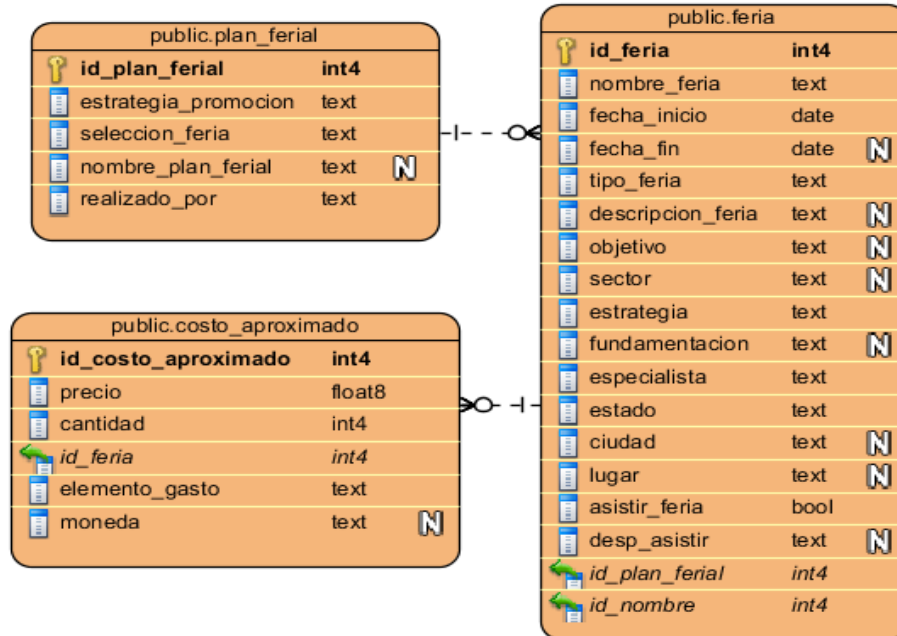 public.plan_ferial
id_plan_ferial int4
estrategia_promocion text
seleccion_feria text
nombre_plan_ferial text N
realizado_por text
public.feria
id_feria int4
nombre_feria text
fecha_inicio date
fecha_fin date N
tipo_feria text
descripcion_feria text N
objetivo text N
sector text N
estrategia text
fundamentacion text N
especialista text
estado text
ciudad text N
lugar text N
asistir_feria bool
desp_asistir text N
id_plan_ferial int4
id_nombre int4
public.costo_aproximado
id_costo_aproximado int4
precio float8
cantidad int4
id_feria int4
elemento_gasto text
moneda text N